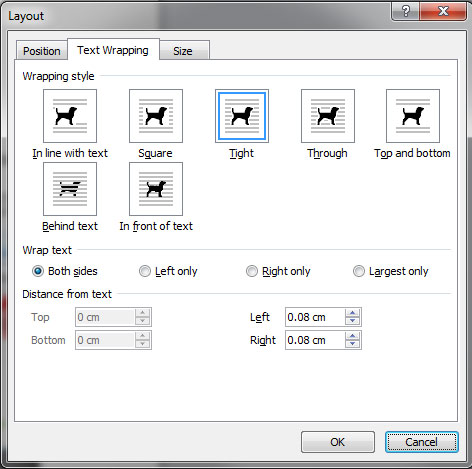 Layout
Position Text Wrapping Size
Wrapping style
In line with text Square Tight Through Top and bottom
Behind text In front of text
Wrap text
Both sides Left only Right only Largest only
Distance from text
Top 0 cm Left 0.08 cm
Bottom 0 cm Right 0.08 cm
OK Cancel